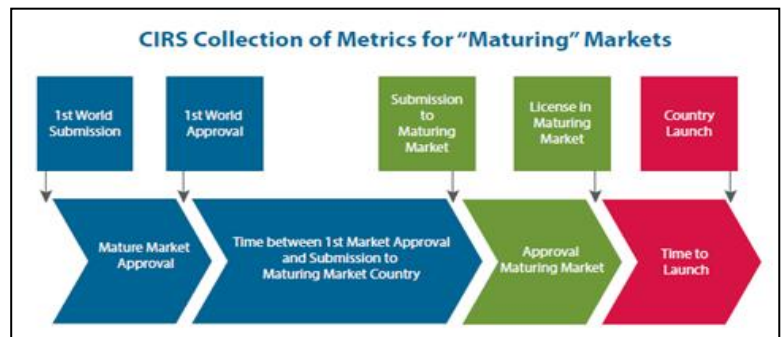 CIRS Collection of Metrics for “Maturing” Markets
1st World
Submission
1st World
Approval
Submission
to
Maturing
Market
License in
Maturing
Market
Country
Launch
Mature Market
Approval
Time between 1st Market Approval
and Submission to
Maturing Market Country
Approval
Maturing Market
Time to
Launch